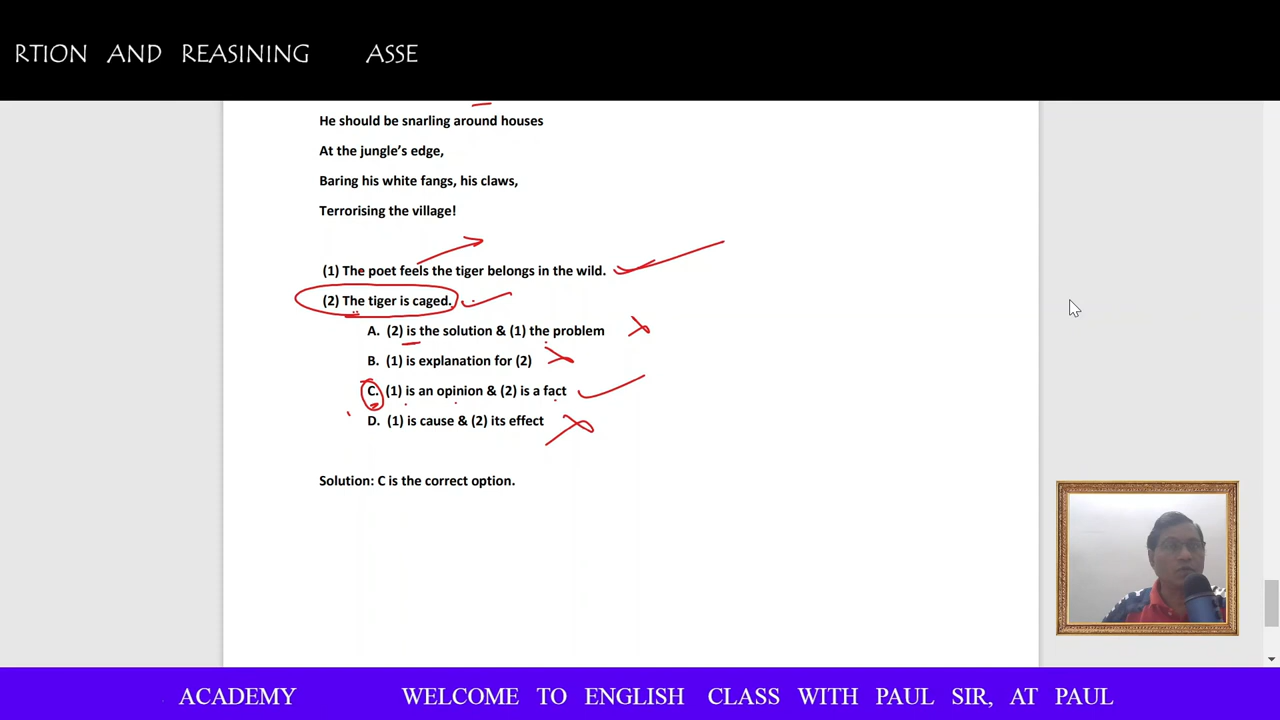 RTION AND REASINING ASSE
He should be snarling around houses
At the jungle’s edge,
Baring his white fangs, his claws,
Terrorising the village!
(1) The poet feels the tiger belongs in the wild.
(2) The tiger is caged.
A. (2) is the solution & (1) the problem
B. (1) is explanation for (2)
C. (1) is an opinion & (2) is a fact
D. (1) is cause & (2) its effect
Solution: C is the correct option.
ACADEMY WELCOME TO ENGLISH CLASS WITH PAUL SIR, AT PAUL